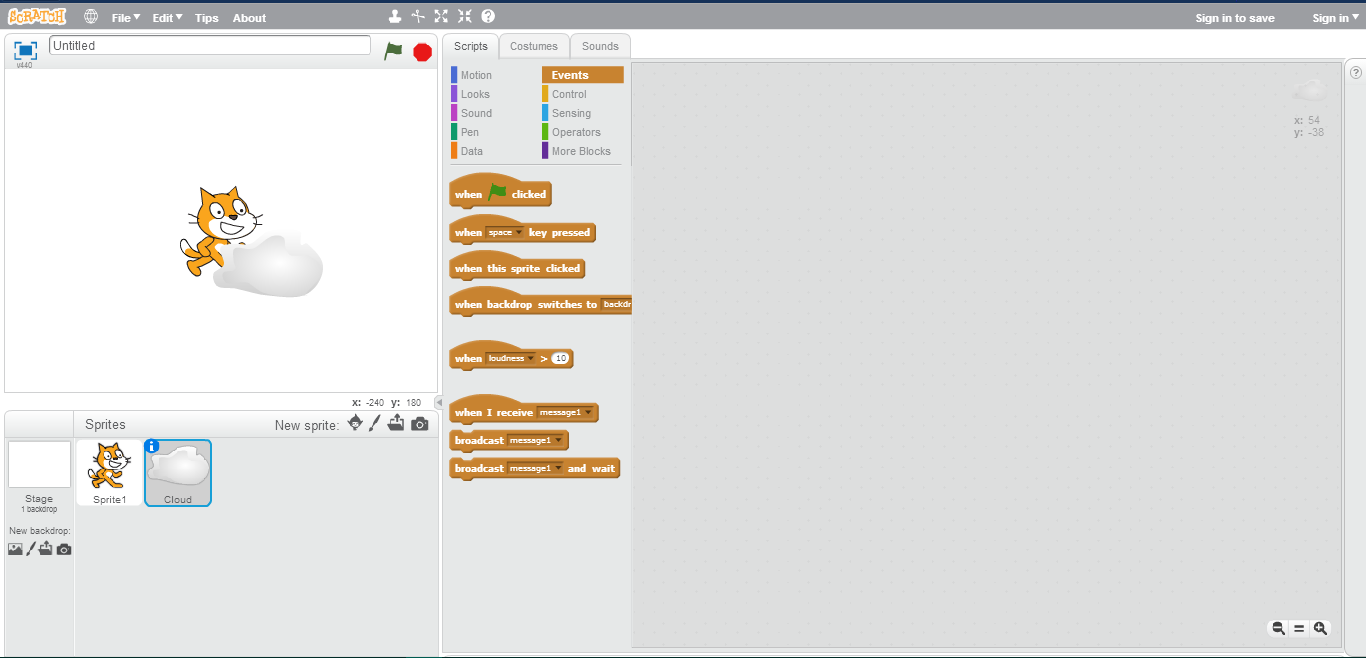 SCRATCH File Edit Tips About Sign in to save Sign in
v440
Untitled
Scripts Costumes Sounds
Motion Events
Looks Control
Sound Sensing
Pen Operators
Data More Blocks
x: 54
y: -38
when clicked
when space key pressed
when this sprite clicked
when backdrop switches to backdr
when loudness > 10
when I receive message1
broadcast message1
broadcast message1 and wait
x: -240 y: 180
Sprites New sprite:
Stage
1 backdrop
New backdrop:
Sprite1
Cloud